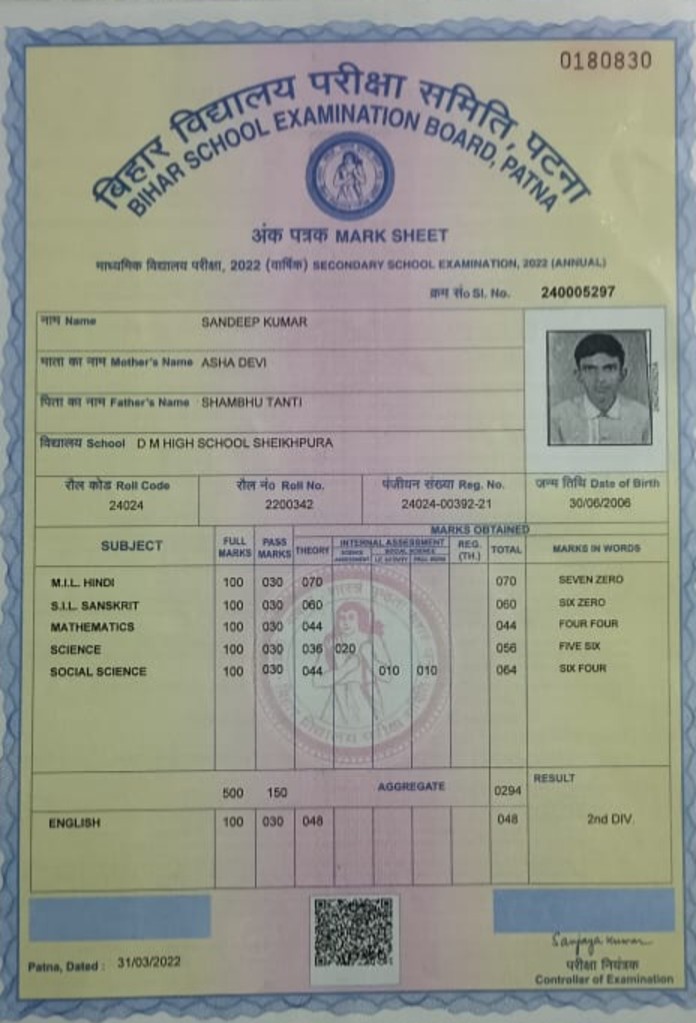 0180830
बिहार विद्यालय परीक्षा समिति, पटना
BIHAR SCHOOL EXAMINATION BOARD, PATNA
अंक पत्रक MARK SHEET
माध्यमिक विद्यालय परीक्षा, 2022 (वार्षिक) SECONDARY SCHOOL EXAMINATION, 2022 (ANNUAL)
क्रम सं० Sl. No. 240005297
नाम Name SANDEEP KUMAR
माता का नाम Mother's Name ASHA DEVI
पिता का नाम Father's Name SHAMBHU TANTI
विद्यालय School D M HIGH SCHOOL SHEIKHPURA
रौल कोड Roll Code रौल नं० Roll No. पंजीयन संख्या Reg. No. जन्म तिथि Date of Birth
24024 2200342 24024-00392-21 30/06/2006
MARKS OBTAINED
SUBJECT FULL MARKS PASS MARKS THEORY INTERNAL ASSESSMENT REG. (TH.) TOTAL MARKS IN WORDS
SCIENCE SOCIAL SCIENCE
M.I.L. HINDI 100 030 070 070 SEVEN ZERO
S.I.L. SANSKRIT 100 030 060 060 SIX ZERO
MATHEMATICS 100 030 044 044 FOUR FOUR
SCIENCE 100 030 036 020 056 FIVE SIX
SOCIAL SCIENCE 100 030 044 010 010 064 SIX FOUR
500 150 AGGREGATE 0294 RESULT
ENGLISH 100 030 048 048 2nd DIV.
Sanjaya Kumar
Patna, Dated : 31/03/2022
परीक्षा नियंत्रक
Controller of Examination